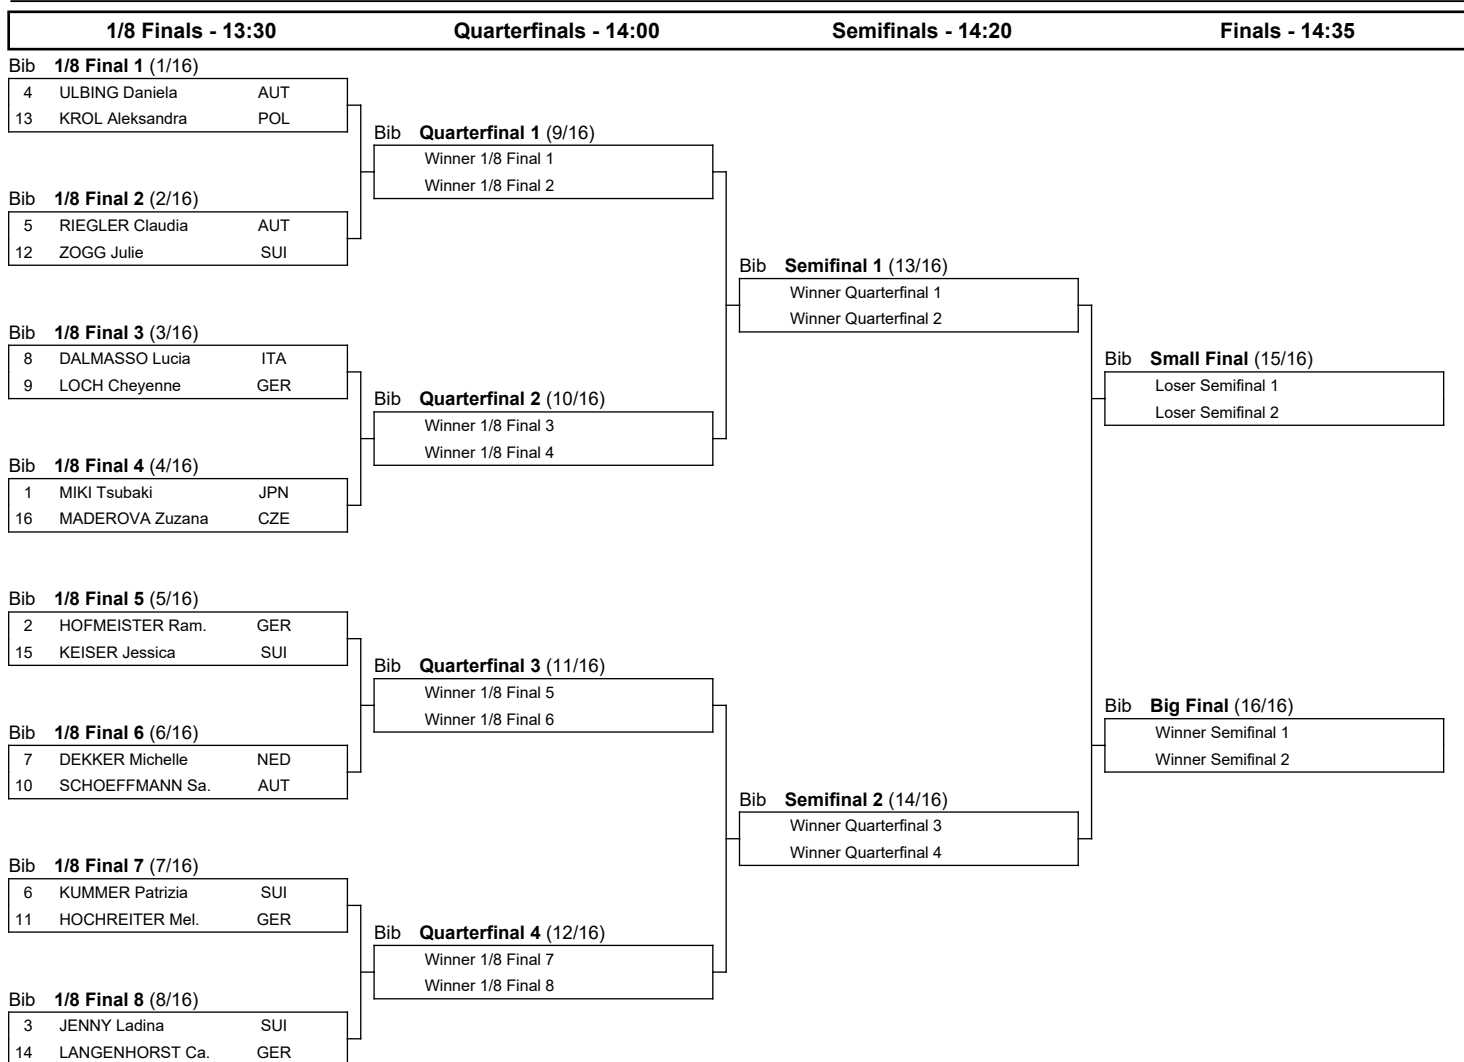 1/8 Finals - 13:30 Quarterfinals - 14:00 Semifinals - 14:20 Finals - 14:35
Bib 1/8 Final 1 (1/16)
4 ULBING Daniela AUT
13 KROL Aleksandra POL
Bib 1/8 Final 2 (2/16)
5 RIEGLER Claudia AUT
12 ZOGG Julie SUI
Bib 1/8 Final 3 (3/16)
8 DALMASSO Lucia ITA
9 LOCH Cheyenne GER
Bib 1/8 Final 4 (4/16)
1 MIKI Tsubaki JPN
16 MADEROVA Zuzana CZE
Bib 1/8 Final 5 (5/16)
2 HOFMEISTER Ram. GER
15 KEISER Jessica SUI
Bib 1/8 Final 6 (6/16)
7 DEKKER Michelle NED
10 SCHOEFFMANN Sa. AUT
Bib 1/8 Final 7 (7/16)
6 KUMMER Patrizia SUI
11 HOCHREITER Mel. GER
Bib 1/8 Final 8 (8/16)
3 JENNY Ladina SUI
14 LANGENHORST Ca. GER
Bib Quarterfinal 1 (9/16)
Winner 1/8 Final 1
Winner 1/8 Final 2
Bib Quarterfinal 2 (10/16)
Winner 1/8 Final 3
Winner 1/8 Final 4
Bib Quarterfinal 3 (11/16)
Winner 1/8 Final 5
Winner 1/8 Final 6
Bib Quarterfinal 4 (12/16)
Winner 1/8 Final 7
Winner 1/8 Final 8
Bib Semifinal 1 (13/16)
Winner Quarterfinal 1
Winner Quarterfinal 2
Bib Semifinal 2 (14/16)
Winner Quarterfinal 3
Winner Quarterfinal 4
Bib Small Final (15/16)
Loser Semifinal 1
Loser Semifinal 2
Bib Big Final (16/16)
Winner Semifinal 1
Winner Semifinal 2